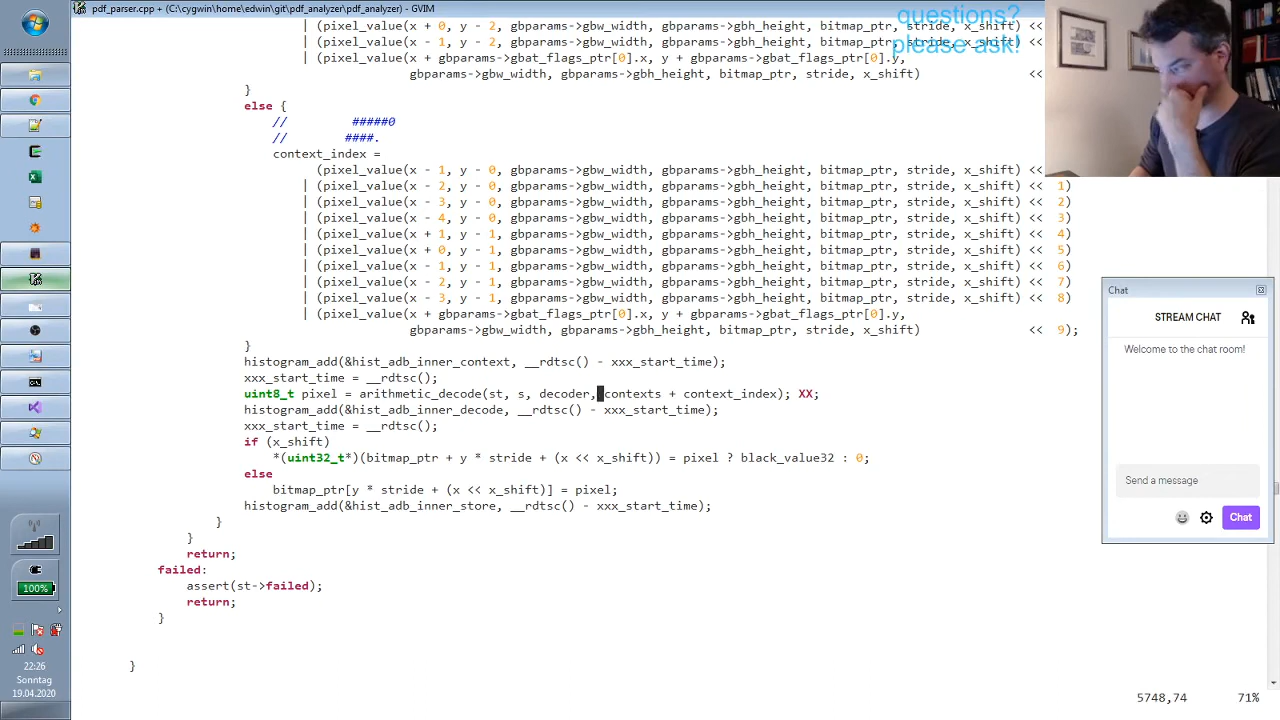 pdf_parser.cpp + (C:\cygwin\home\edwin\git\pdf_analyzer\pdf_analyzer) - GVIM
questions?
please ask!
| (pixel_value(x + 0, y - 2, gbparams->gbw_width, gbparams->gbh_height, bitmap_ptr, stride, x_shift) <<
| (pixel_value(x - 1, y - 2, gbparams->gbw_width, gbparams->gbh_height, bitmap_ptr, stride, x_shift) <<
| (pixel_value(x + gbparams->gbat_flags_ptr[0].x, y + gbparams->gbat_flags_ptr[0].y,
gbparams->gbw_width, gbparams->gbh_height, bitmap_ptr, stride, x_shift) <<
}
else {
// #####0
// ####.
context_index =
(pixel_value(x - 1, y - 0, gbparams->gbw_width, gbparams->gbh_height, bitmap_ptr, stride, x_shift) <<
| (pixel_value(x - 2, y - 0, gbparams->gbw_width, gbparams->gbh_height, bitmap_ptr, stride, x_shift) << 1)
| (pixel_value(x - 3, y - 0, gbparams->gbw_width, gbparams->gbh_height, bitmap_ptr, stride, x_shift) << 2)
| (pixel_value(x - 4, y - 0, gbparams->gbw_width, gbparams->gbh_height, bitmap_ptr, stride, x_shift) << 3)
| (pixel_value(x + 1, y - 1, gbparams->gbw_width, gbparams->gbh_height, bitmap_ptr, stride, x_shift) << 4)
| (pixel_value(x + 0, y - 1, gbparams->gbw_width, gbparams->gbh_height, bitmap_ptr, stride, x_shift) << 5)
| (pixel_value(x - 1, y - 1, gbparams->gbw_width, gbparams->gbh_height, bitmap_ptr, stride, x_shift) << 6)
| (pixel_value(x - 2, y - 1, gbparams->gbw_width, gbparams->gbh_height, bitmap_ptr, stride, x_shift) << 7)
| (pixel_value(x - 3, y - 1, gbparams->gbw_width, gbparams->gbh_height, bitmap_ptr, stride, x_shift) << 8)
| (pixel_value(x + gbparams->gbat_flags_ptr[0].x, y + gbparams->gbat_flags_ptr[0].y,
gbparams->gbw_width, gbparams->gbh_height, bitmap_ptr, stride, x_shift) << 9);
}
histogram_add(&hist_adb_inner_context, __rdtsc() - xxx_start_time);
xxx_start_time = __rdtsc();
uint8_t pixel = arithmetic_decode(st, s, decoder, contexts + context_index); XX;
histogram_add(&hist_adb_inner_decode, __rdtsc() - xxx_start_time);
xxx_start_time = __rdtsc();
if (x_shift)
*(uint32_t*)(bitmap_ptr + y * stride + (x << x_shift)) = pixel ? black_value32 : 0;
else
bitmap_ptr[y * stride + (x << x_shift)] = pixel;
histogram_add(&hist_adb_inner_store, __rdtsc() - xxx_start_time);
}
}
return;
failed:
assert(st->failed);
return;
}
}
5748,74 71%
Chat
STREAM CHAT
Welcome to the chat room!
Send a message
Chat
100%
22:26
Sonntag
19.04.2020